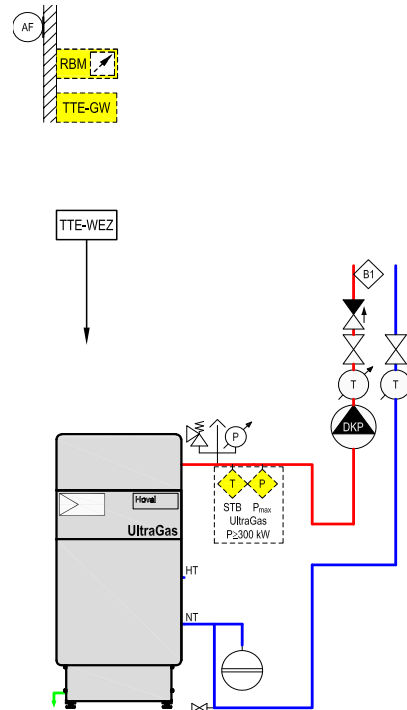 AF
RBM
TTE-GW
TTE-WEZ
B1
T
T
DKP
P
T
P
STB
Pmax
UltraGas
P≥300 kW
Hoval
UltraGas
HT
NT